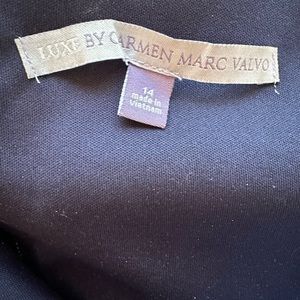 LUXE BY CARMEN MARC VALVO
14
made in
Vietnam